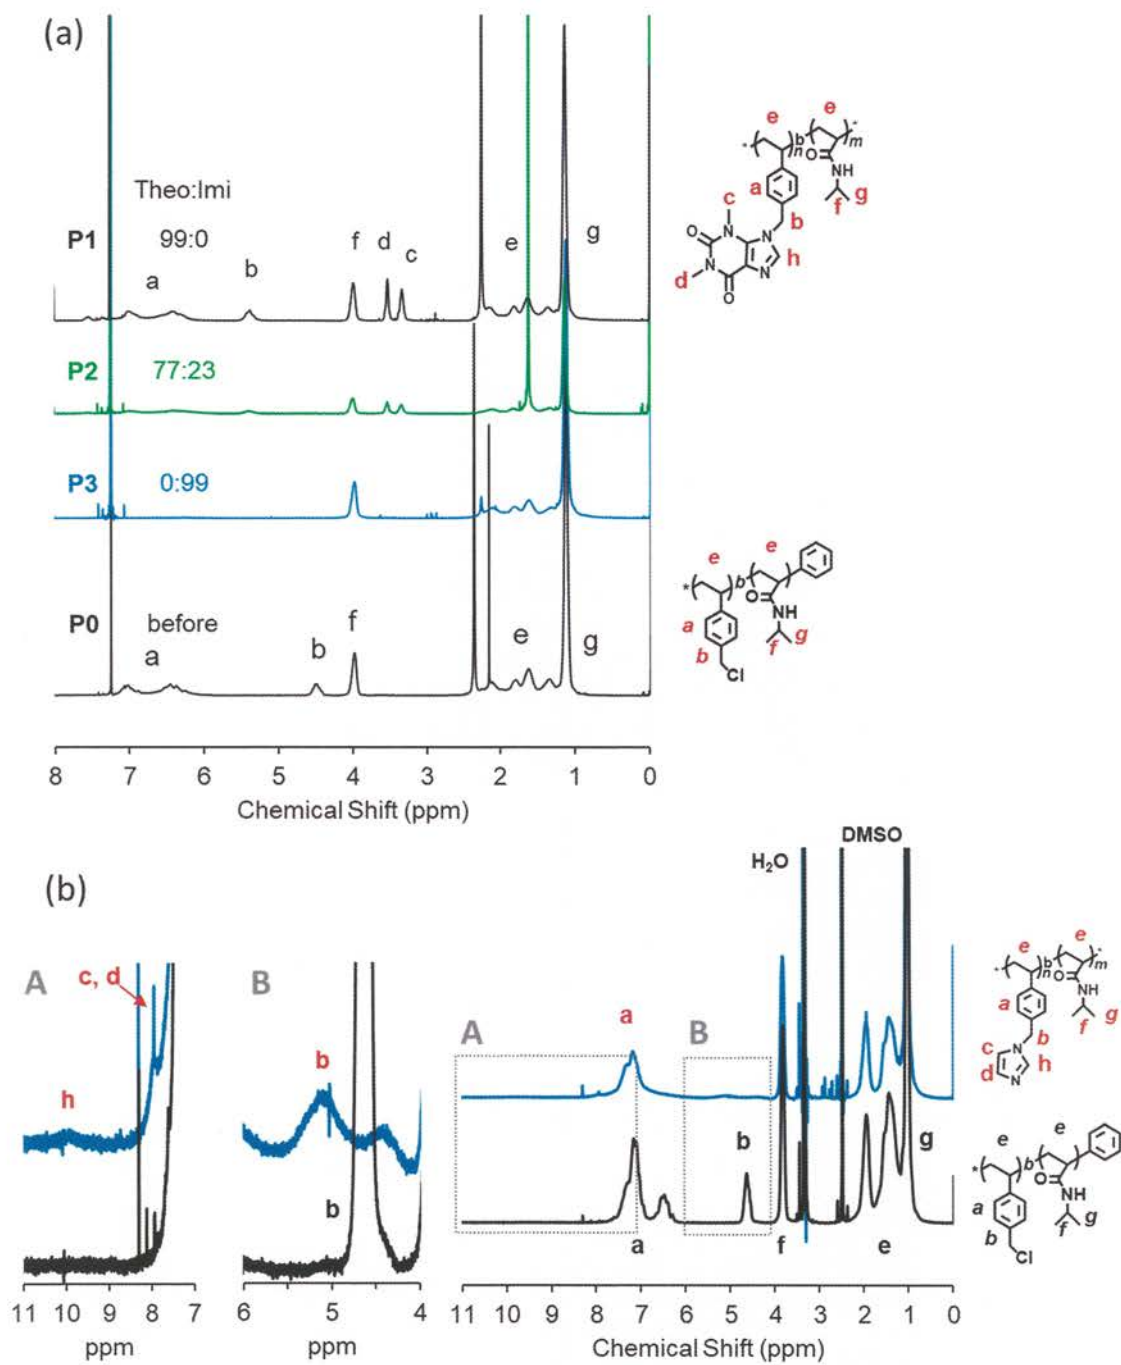 (a)
Theo:Imi
P1 99:0
a b f d c e g
e e
* n b m *
O NH
a c b f g
O N N h
d N N
O
P2 77:23
P3 0:99
e e
* b
O NH
a f g
b
Cl
P0 before
a b f e g
8 7 6 5 4 3 2 1 0
Chemical Shift (ppm)
(b)
A
c, d
h
11 10 9 8 7
ppm
B
b
b
6 5 4
ppm
H2O DMSO
A a B
b g
a f e
11 10 9 8 7 6 5 4 3 2 1 0
Chemical Shift (ppm)
e e
* n b m *
O NH
a f g
b
c N
d N h
e e
* b
O NH
a f g
b
Cl